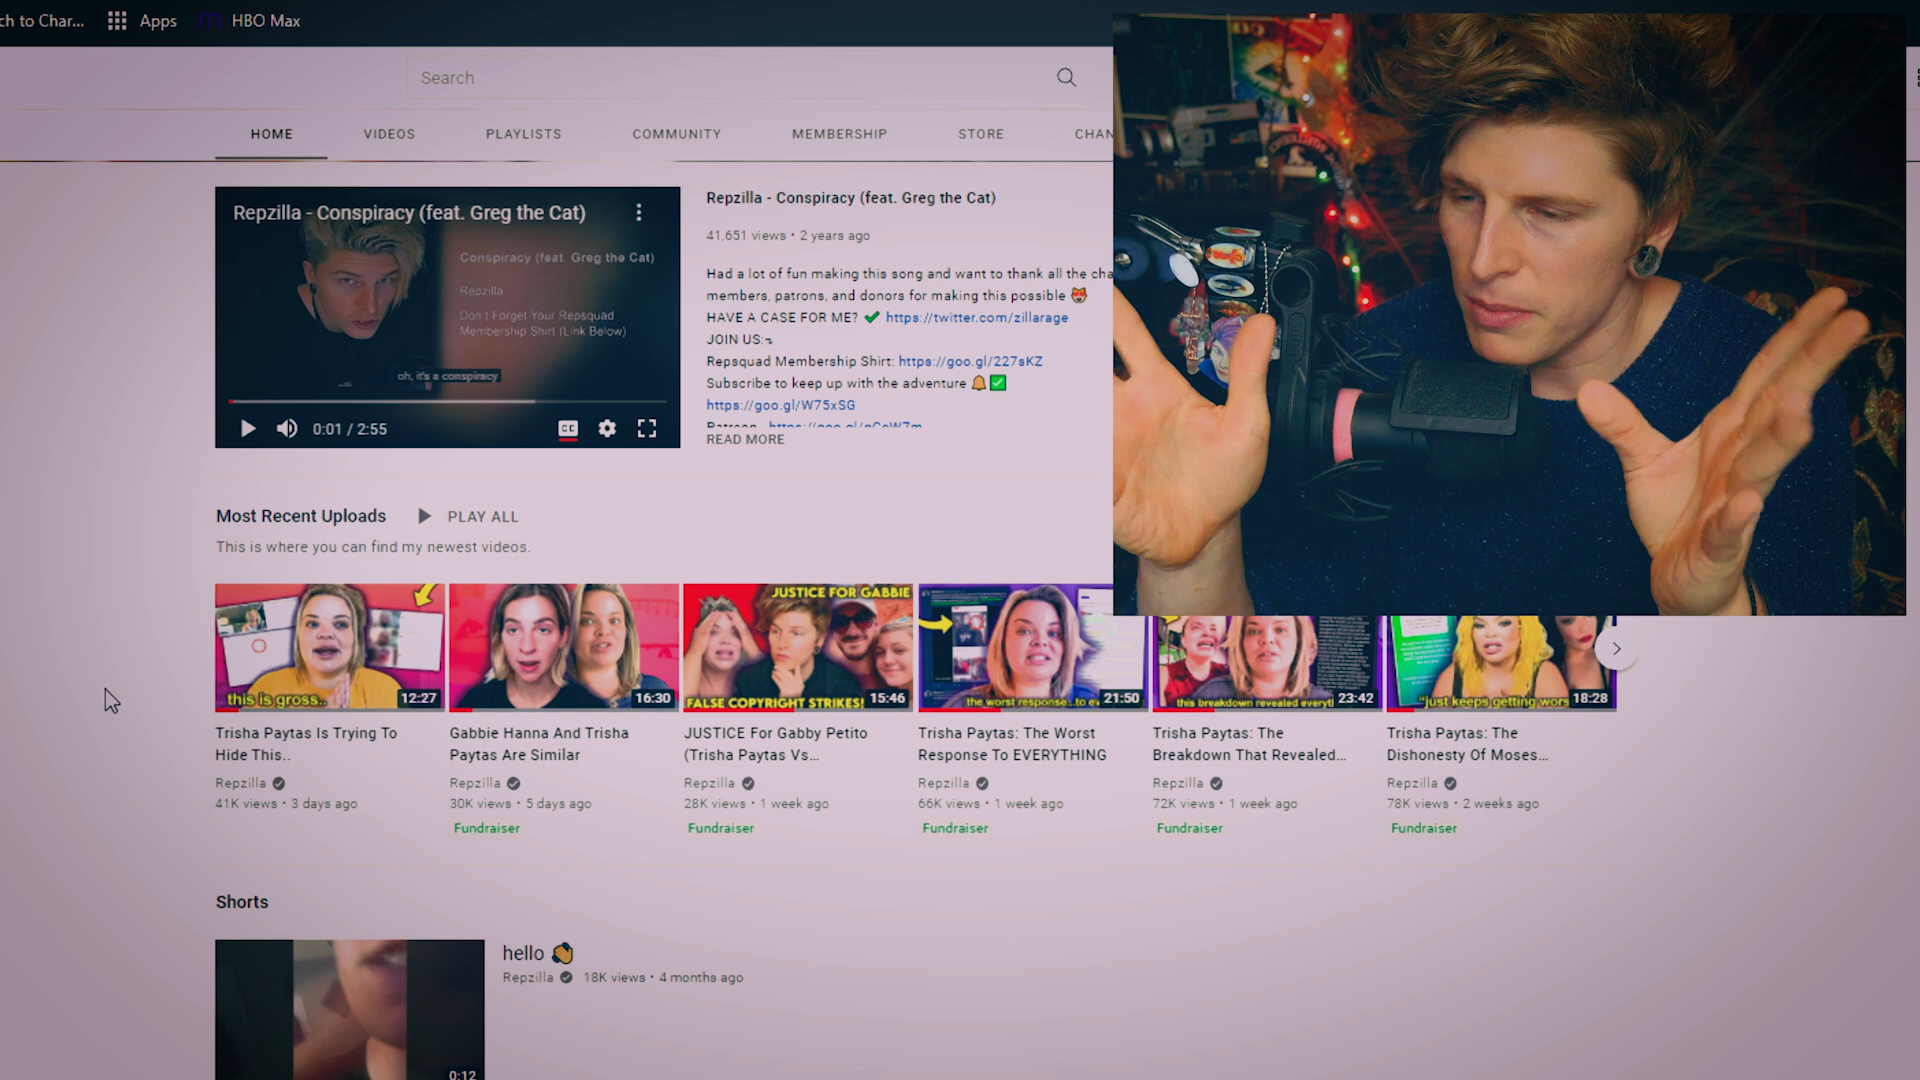 ch to Char...
Apps
HBO Max
Search
HOME
VIDEOS
PLAYLISTS
COMMUNITY
MEMBERSHIP
STORE
CHAN
Repzilla - Conspiracy (feat. Greg the Cat)
Conspiracy (feat. Greg the Cat)
Repzilla
Don't Forget Your Repsquad
Membership Shirt (Link Below)
oh, it's a conspiracy
0:01 / 2:55
CC
Repzilla - Conspiracy (feat. Greg the Cat)
41,651 views • 2 years ago
Had a lot of fun making this song and want to thank all the cha
members, patrons, and donors for making this possible 🦊
HAVE A CASE FOR ME? ✔ https://twitter.com/zillarage
JOIN US:⤵
Repsquad Membership Shirt: https://goo.gl/227sKZ
Subscribe to keep up with the adventure 🔔✅
https://goo.gl/W75xSG
READ MORE
Most Recent Uploads
PLAY ALL
This is where you can find my newest videos.
this is gross..
12:27
16:30
JUSTICE FOR GABBIE
FALSE COPYRIGHT STRIKES!
15:46
the worst response..to ev
21:50
this breakdown revealed everyt
23:42
"just keeps getting wors
18:28
Trisha Paytas Is Trying To
Hide This..
Repzilla
41K views • 3 days ago
Gabbie Hanna And Trisha
Paytas Are Similar
Repzilla
30K views • 5 days ago
Fundraiser
JUSTICE For Gabby Petito
(Trisha Paytas Vs...
Repzilla
28K views • 1 week ago
Fundraiser
Trisha Paytas: The Worst
Response To EVERYTHING
Repzilla
66K views • 1 week ago
Fundraiser
Trisha Paytas: The
Breakdown That Revealed...
Repzilla
72K views • 1 week ago
Fundraiser
Trisha Paytas: The
Dishonesty Of Moses...
Repzilla
78K views • 2 weeks ago
Fundraiser
Shorts
0:12
hello 👋
Repzilla
18K views • 4 months ago